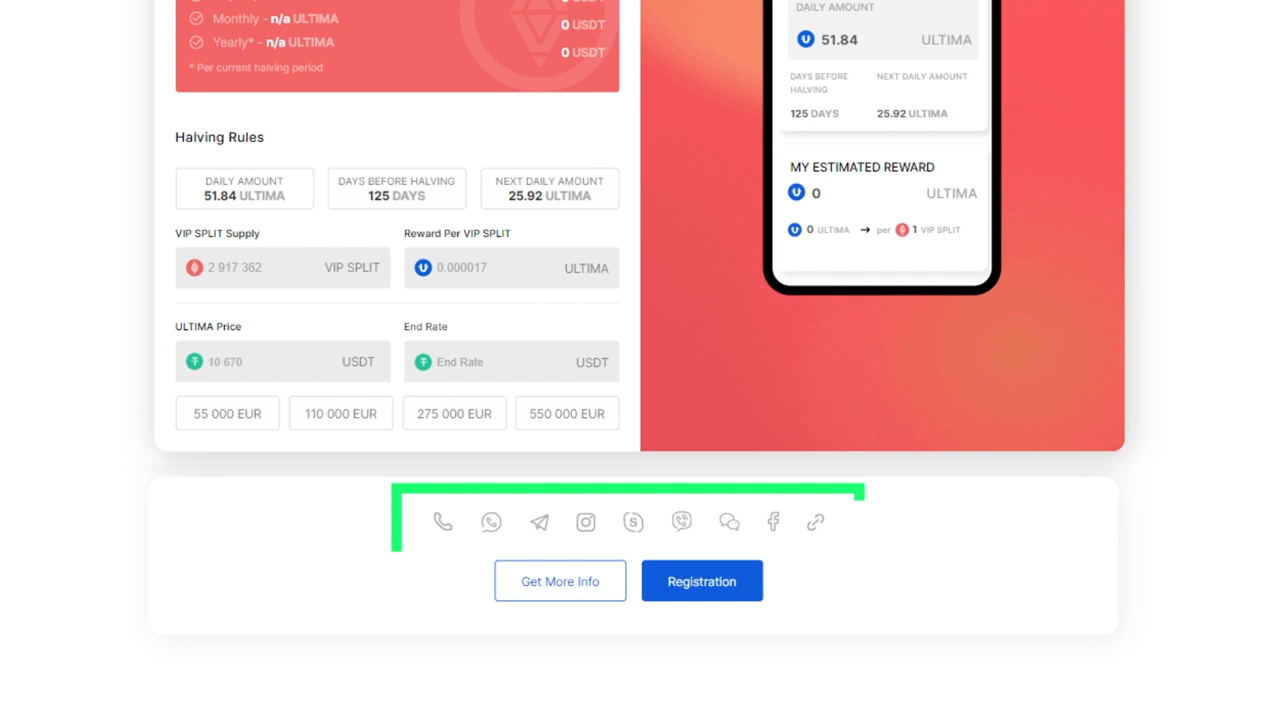 Monthly - n/a ULTIMA
0 USDT
Yearly* - n/a ULTIMA
0 USDT
* Per current halving period
Halving Rules
DAILY AMOUNT
51.84 ULTIMA
DAYS BEFORE HALVING
125 DAYS
NEXT DAILY AMOUNT
25.92 ULTIMA
VIP SPLIT Supply
2 917 362 VIP SPLIT
Reward Per VIP SPLIT
0.000017 ULTIMA
ULTIMA Price
10 670 USDT
End Rate
End Rate USDT
55 000 EUR
110 000 EUR
275 000 EUR
550 000 EUR
DAILY AMOUNT
51.84 ULTIMA
DAYS BEFORE
HALVING
125 DAYS
NEXT DAILY AMOUNT
25.92 ULTIMA
MY ESTIMATED REWARD
0 ULTIMA
0 ULTIMA → per 1 VIP SPLIT
Get More Info
Registration